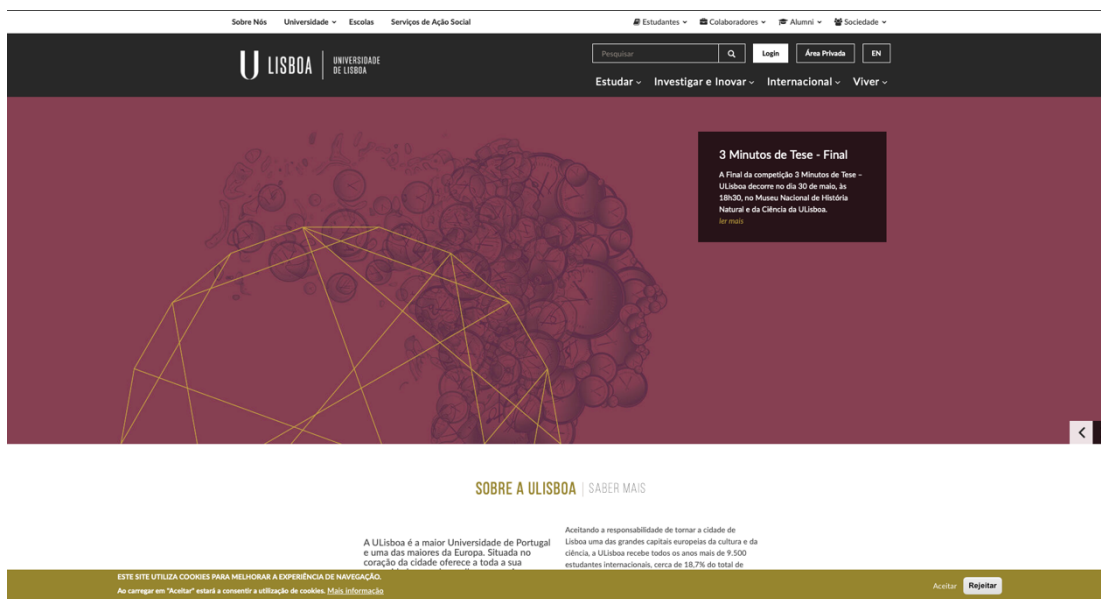 Sobre Nós Universidade Escolas Serviços de Ação Social Estudantes Colaboradores Alumni Sociedade
U LISBOA UNIVERSIDADE
DE LISBOA
Pesquisar Login Área Privada EN
Estudar Investigar e Inovar Internacional Viver
3 Minutos de Tese - Final
A Final da competição 3 Minutos de Tese –
ULisboa decorre no dia 30 de maio, às
18h30, no Museu Nacional de História
Natural e da Ciência da ULisboa.
ler mais
SOBRE A ULISBOA | SABER MAIS
A ULisboa é a maior Universidade de Portugal
e uma das maiores da Europa. Situada no
coração da cidade oferece a toda a sua
Aceitando a responsabilidade de tornar a cidade de
Lisboa uma das grandes capitais europeias da cultura e da
ciência, a ULisboa recebe todos os anos mais de 9.500
estudantes internacionais, cerca de 18,7% do total de
ESTE SITE UTILIZA COOKIES PARA MELHORAR A EXPERIÊNCIA DE NAVEGAÇÃO.
Ao carregar em "Aceitar" estará a consentir a utilização de cookies. Mais informação
Aceitar Rejeitar